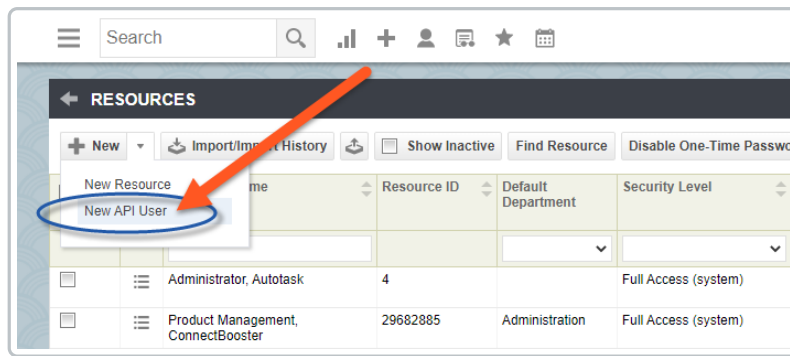 Search
RESOURCES
New
Import/Import History
Show Inactive
Find Resource
Disable One-Time Passwo
New Resource
New API User
me
Resource ID
Default
Department
Security Level
Administrator, Autotask
4
Full Access (system)
Product Management,
ConnectBooster
29682885
Administration
Full Access (system)